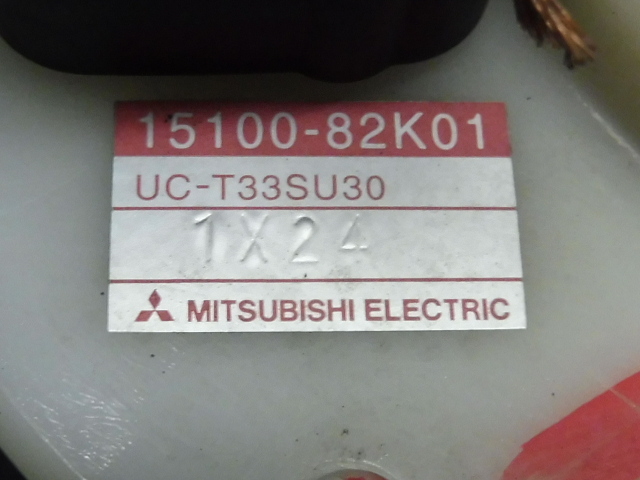 15100-82K01
UC-T33SU30
1X24
MITSUBISHI ELECTRIC